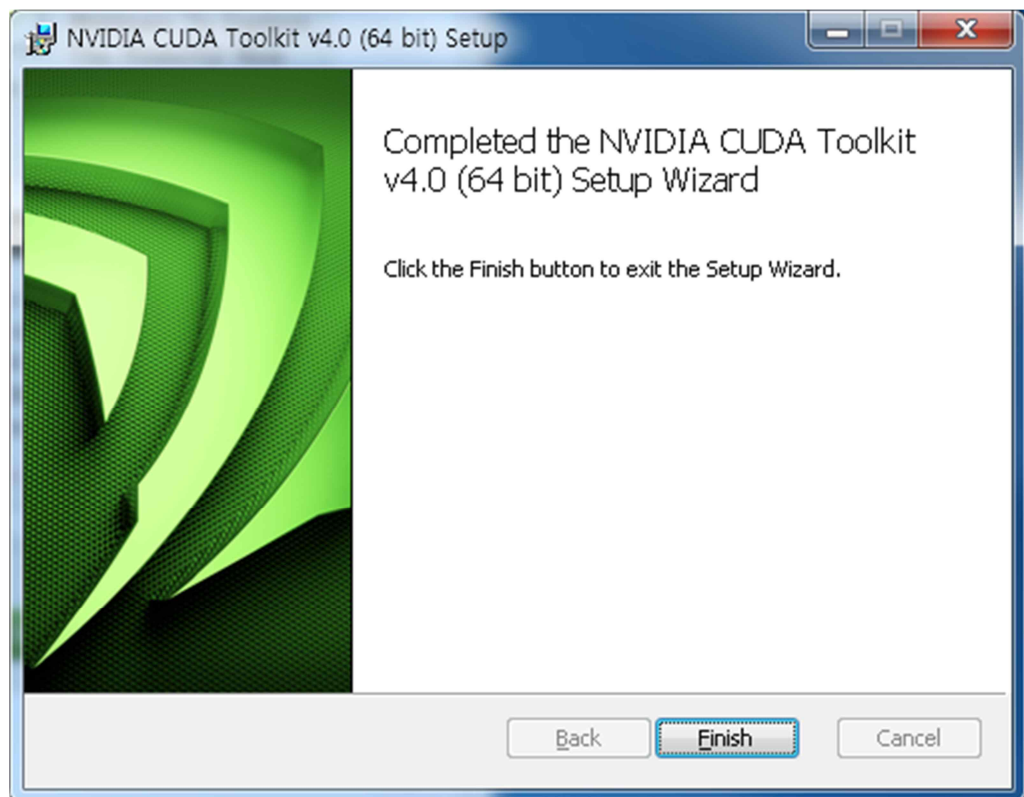 NVIDIA CUDA Toolkit v4.0 (64 bit) Setup
Completed the NVIDIA CUDA Toolkit
v4.0 (64 bit) Setup Wizard
Click the Finish button to exit the Setup Wizard.
Back Finish Cancel